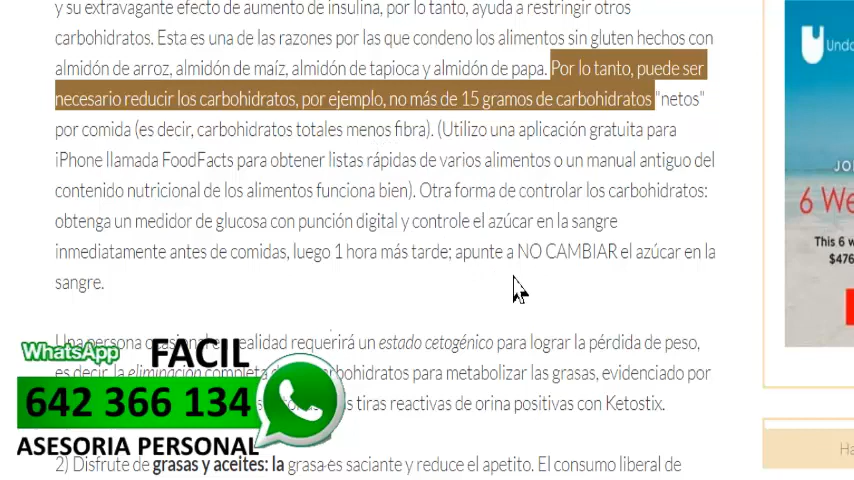 y su extravagante efecto de aumento de insulina, por lo tanto, ayuda a restringir otros
carbohidratos. Esta es una de las razones por las que condeno los alimentos sin gluten hechos con
almidón de arroz, almidón de maíz, almidón de tapioca y almidón de papa. Por lo tanto, puede ser
necesario reducir los carbohidratos, por ejemplo, no más de 15 gramos de carbohidratos "netos"
por comida (es decir, carbohidratos totales menos fibra). (Utilizo una aplicación gratuita para
iPhone llamada FoodFacts para obtener listas rápidas de varios alimentos o un manual antiguo del
contenido nutricional de los alimentos funciona bien). Otra forma de controlar los carbohidratos:
obtenga un medidor de glucosa con punción digital y controle el azúcar en la sangre
inmediatamente antes de comidas, luego 1 hora más tarde; apunte a NO CAMBIAR el azúcar en la
sangre.
Una persona ocasional en realidad requerirá un estado cetogénico para lograr la pérdida de peso,
es decir, la eliminación completa de carbohidratos para metabolizar las grasas, evidenciado por
tiras reactivas de orina positivas con Ketostix.
2) Disfrute de grasas y aceites: la grasa es saciante y reduce el apetito. El consumo liberal de
WhatsApp FACIL
642 366 134
ASESORIA PERSONAL
Undo
JO
6 We
This 6 w
$476
Ha